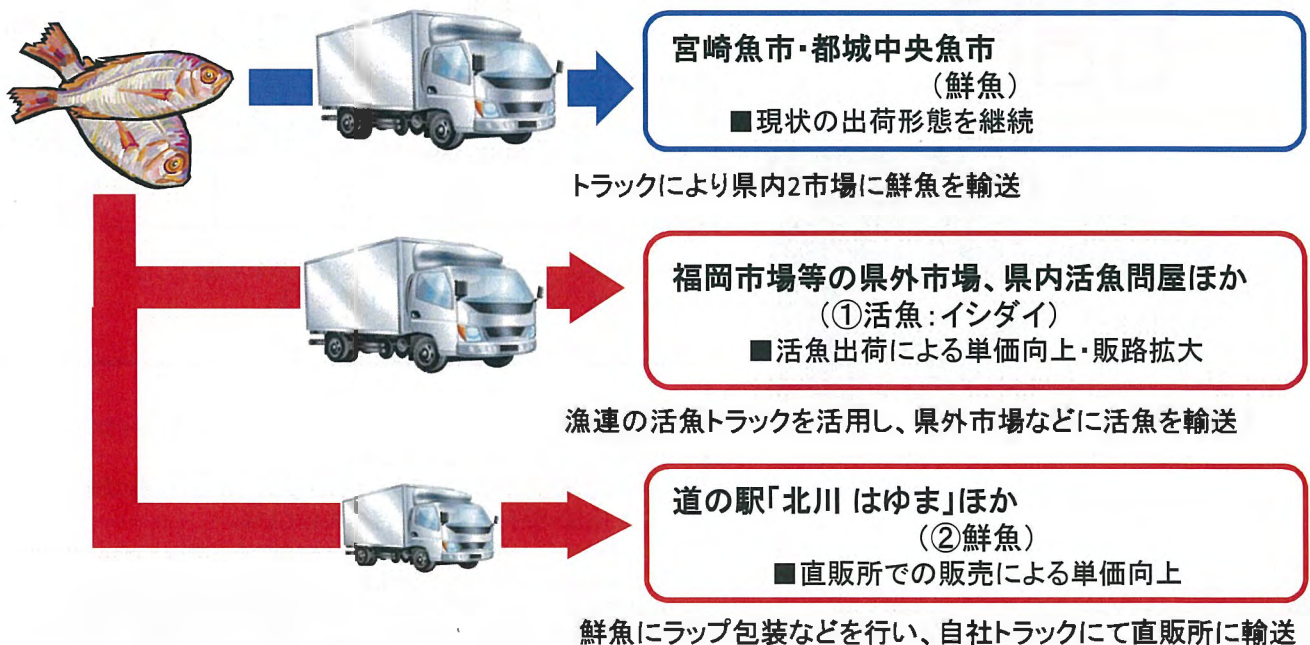 宮崎魚市・都城中央魚市
(鮮魚)
■現状の出荷形態を継続
トラックにより県内2市場に鮮魚を輸送
福岡市場等の県外市場、県内活魚問屋ほか
(①活魚:イシダイ)
■活魚出荷による単価向上・販路拡大
漁連の活魚トラックを活用し、県外市場などに活魚を輸送
道の駅「北川 はゆま」ほか
(②鮮魚)
■直販所での販売による単価向上
鮮魚にラップ包装などを行い、自社トラックにて直販所に輸送